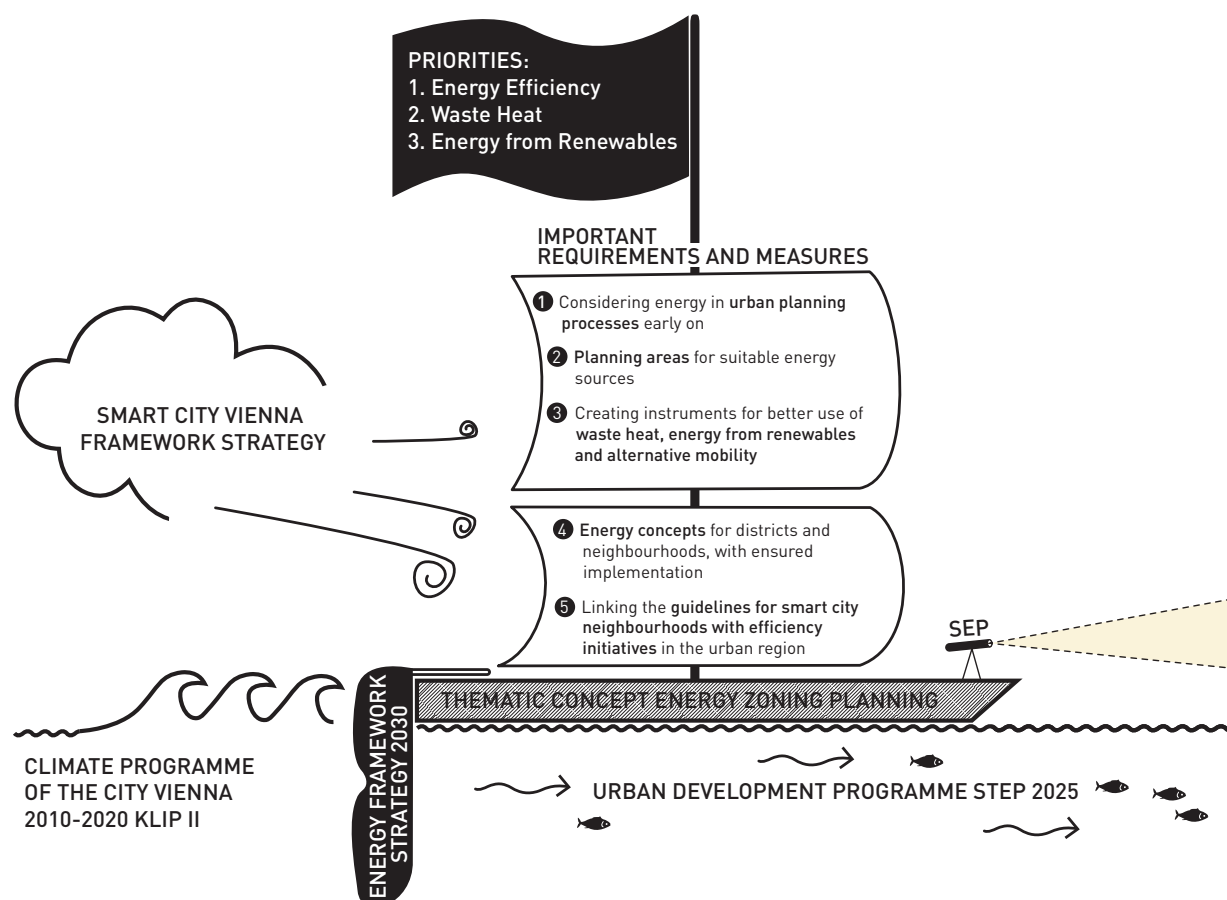 PRIORITIES:
1. Energy Efficiency
2. Waste Heat
3. Energy from Renewables
IMPORTANT
REQUIREMENTS AND MEASURES
1 Considering energy in urban planning
processes early on
2 Planning areas for suitable energy
sources
3 Creating instruments for better use of
waste heat, energy from renewables
and alternative mobility
SMART CITY VIENNA
FRAMEWORK STRATEGY
4 Energy concepts for districts and
neighbourhoods, with ensured
implementation
5 Linking the guidelines for smart city
neighbourhoods with efficiency
initiatives in the urban region
SEP
THEMATIC CONCEPT ENERGY ZONING PLANNING
ENERGY FRAMEWORK
STRATEGY 2030
CLIMATE PROGRAMME
OF THE CITY VIENNA
2010-2020 KLIP II
URBAN DEVELOPMENT PROGRAMME STEP 2025